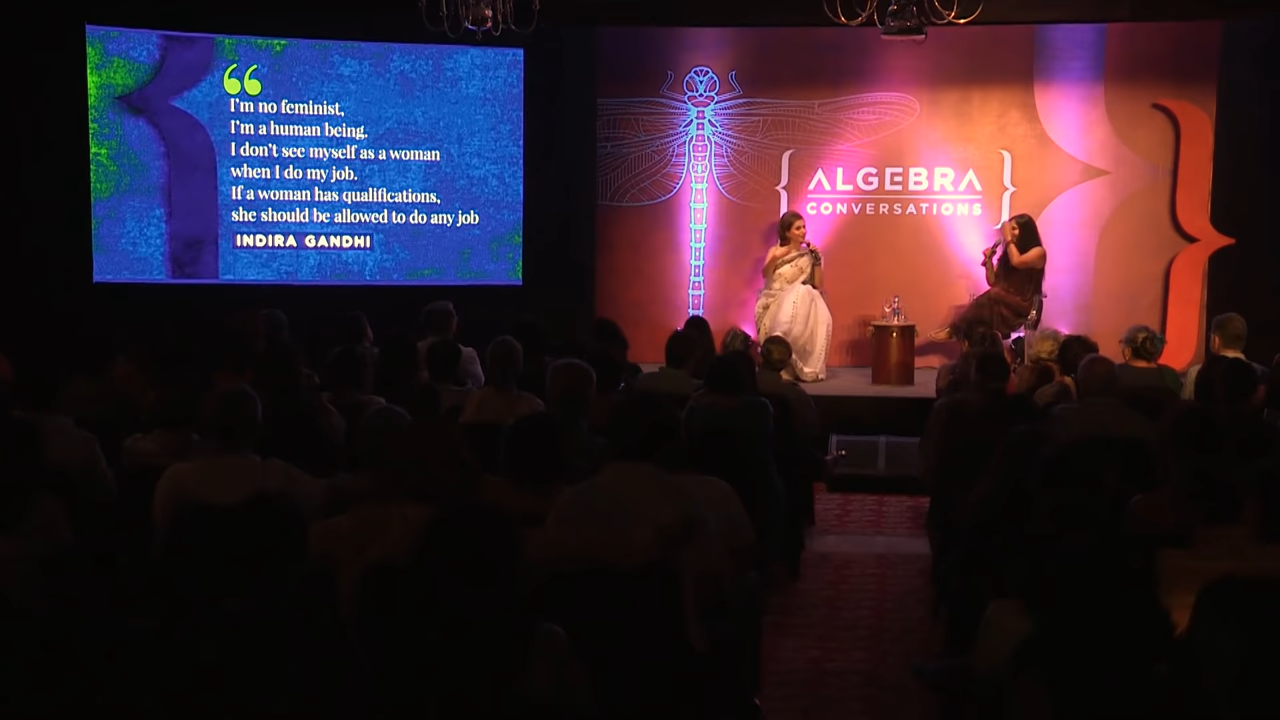 “
I'm no feminist,
I'm a human being.
I don't see myself as a woman
when I do my job.
If a woman has qualifications,
she should be allowed to do any job
INDIRA GANDHI
{ ALGEBRA }
CONVERSATIONS